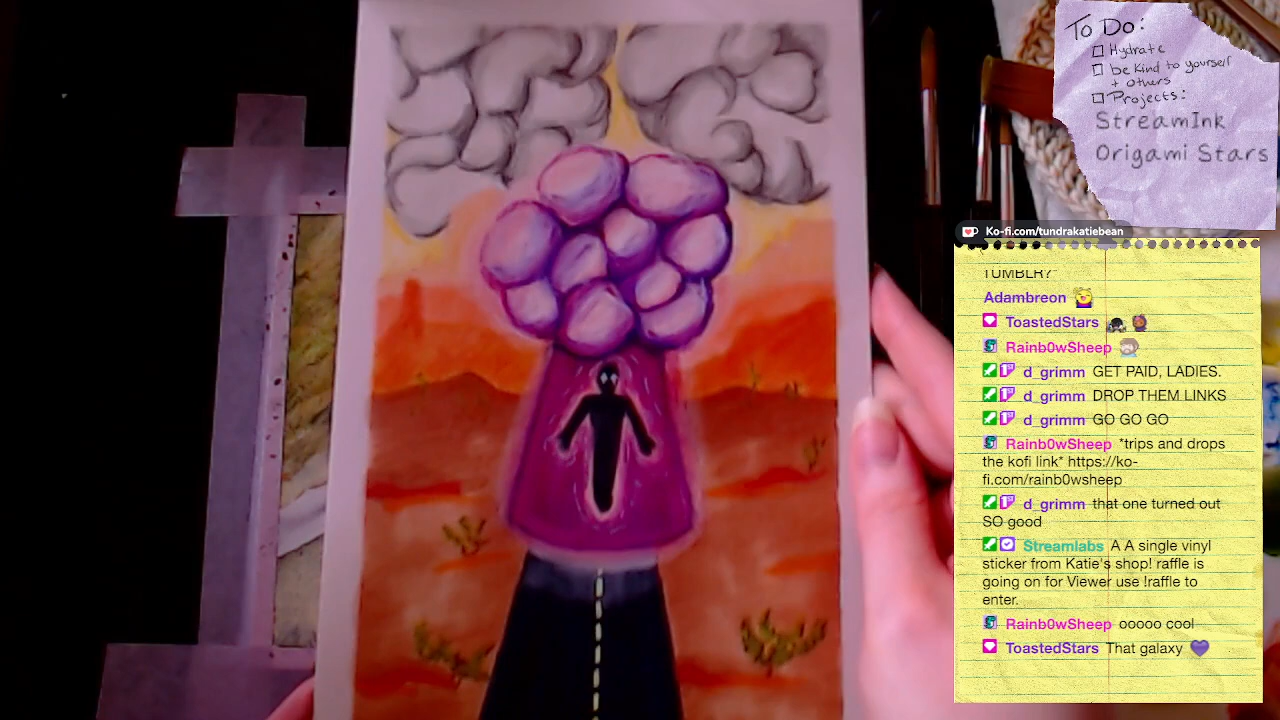 To Do:
Hydrate
be Kind to yourself
+ others
Projects:
StreamInk
Origami Stars
Ko-fi.com/tundrakatiebean
TUMBLR?
Adambreon
ToastedStars
Rainb0wSheep
d_grimm GET PAID, LADIES.
d_grimm DROP THEM LINKS
d_grimm GO GO GO
Rainb0wSheep *trips and drops
the kofi link* https://ko-
fi.com/rainb0wsheep
d_grimm that one turned out
SO good
Streamlabs A A single vinyl
sticker from Katie's shop! raffle is
going on for Viewer use !raffle to
enter.
Rainb0wSheep ooooo cool
ToastedStars That galaxy